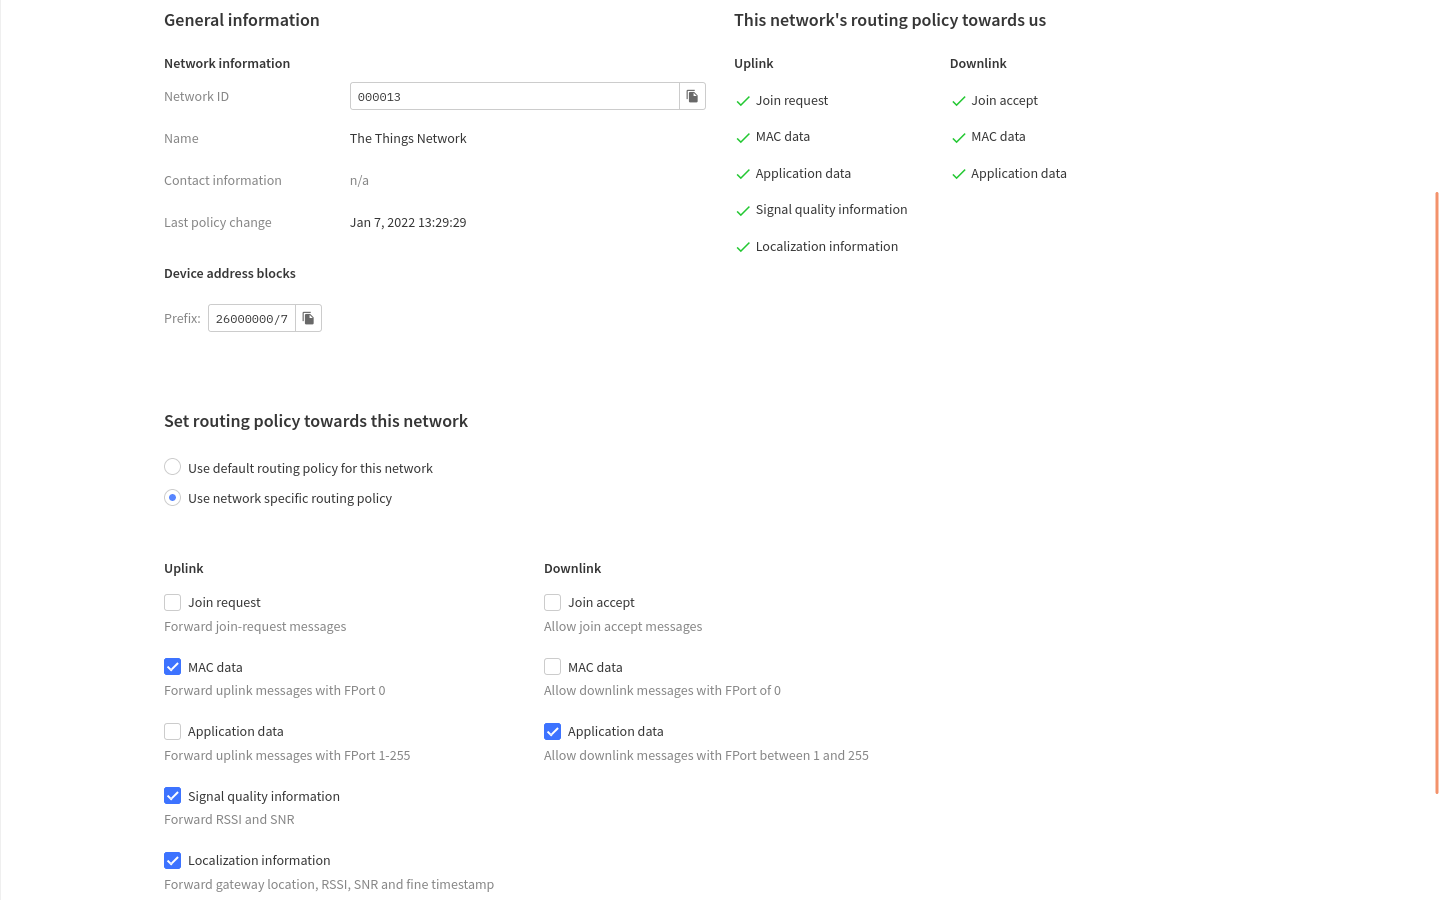 General information
Network information
Network ID
000013
Name
The Things Network
Contact information
n/a
Last policy change
Jan 7, 2022 13:29:29
Device address blocks
Prefix:
26000000/7
This network's routing policy towards us
Uplink
Join request
MAC data
Application data
Signal quality information
Localization information
Downlink
Join accept
MAC data
Application data
Set routing policy towards this network
Use default routing policy for this network
Use network specific routing policy
Uplink
Join request
Forward join-request messages
MAC data
Forward uplink messages with FPort 0
Application data
Forward uplink messages with FPort 1-255
Signal quality information
Forward RSSI and SNR
Localization information
Forward gateway location, RSSI, SNR and fine timestamp
Downlink
Join accept
Allow join accept messages
MAC data
Allow downlink messages with FPort of 0
Application data
Allow downlink messages with FPort between 1 and 255